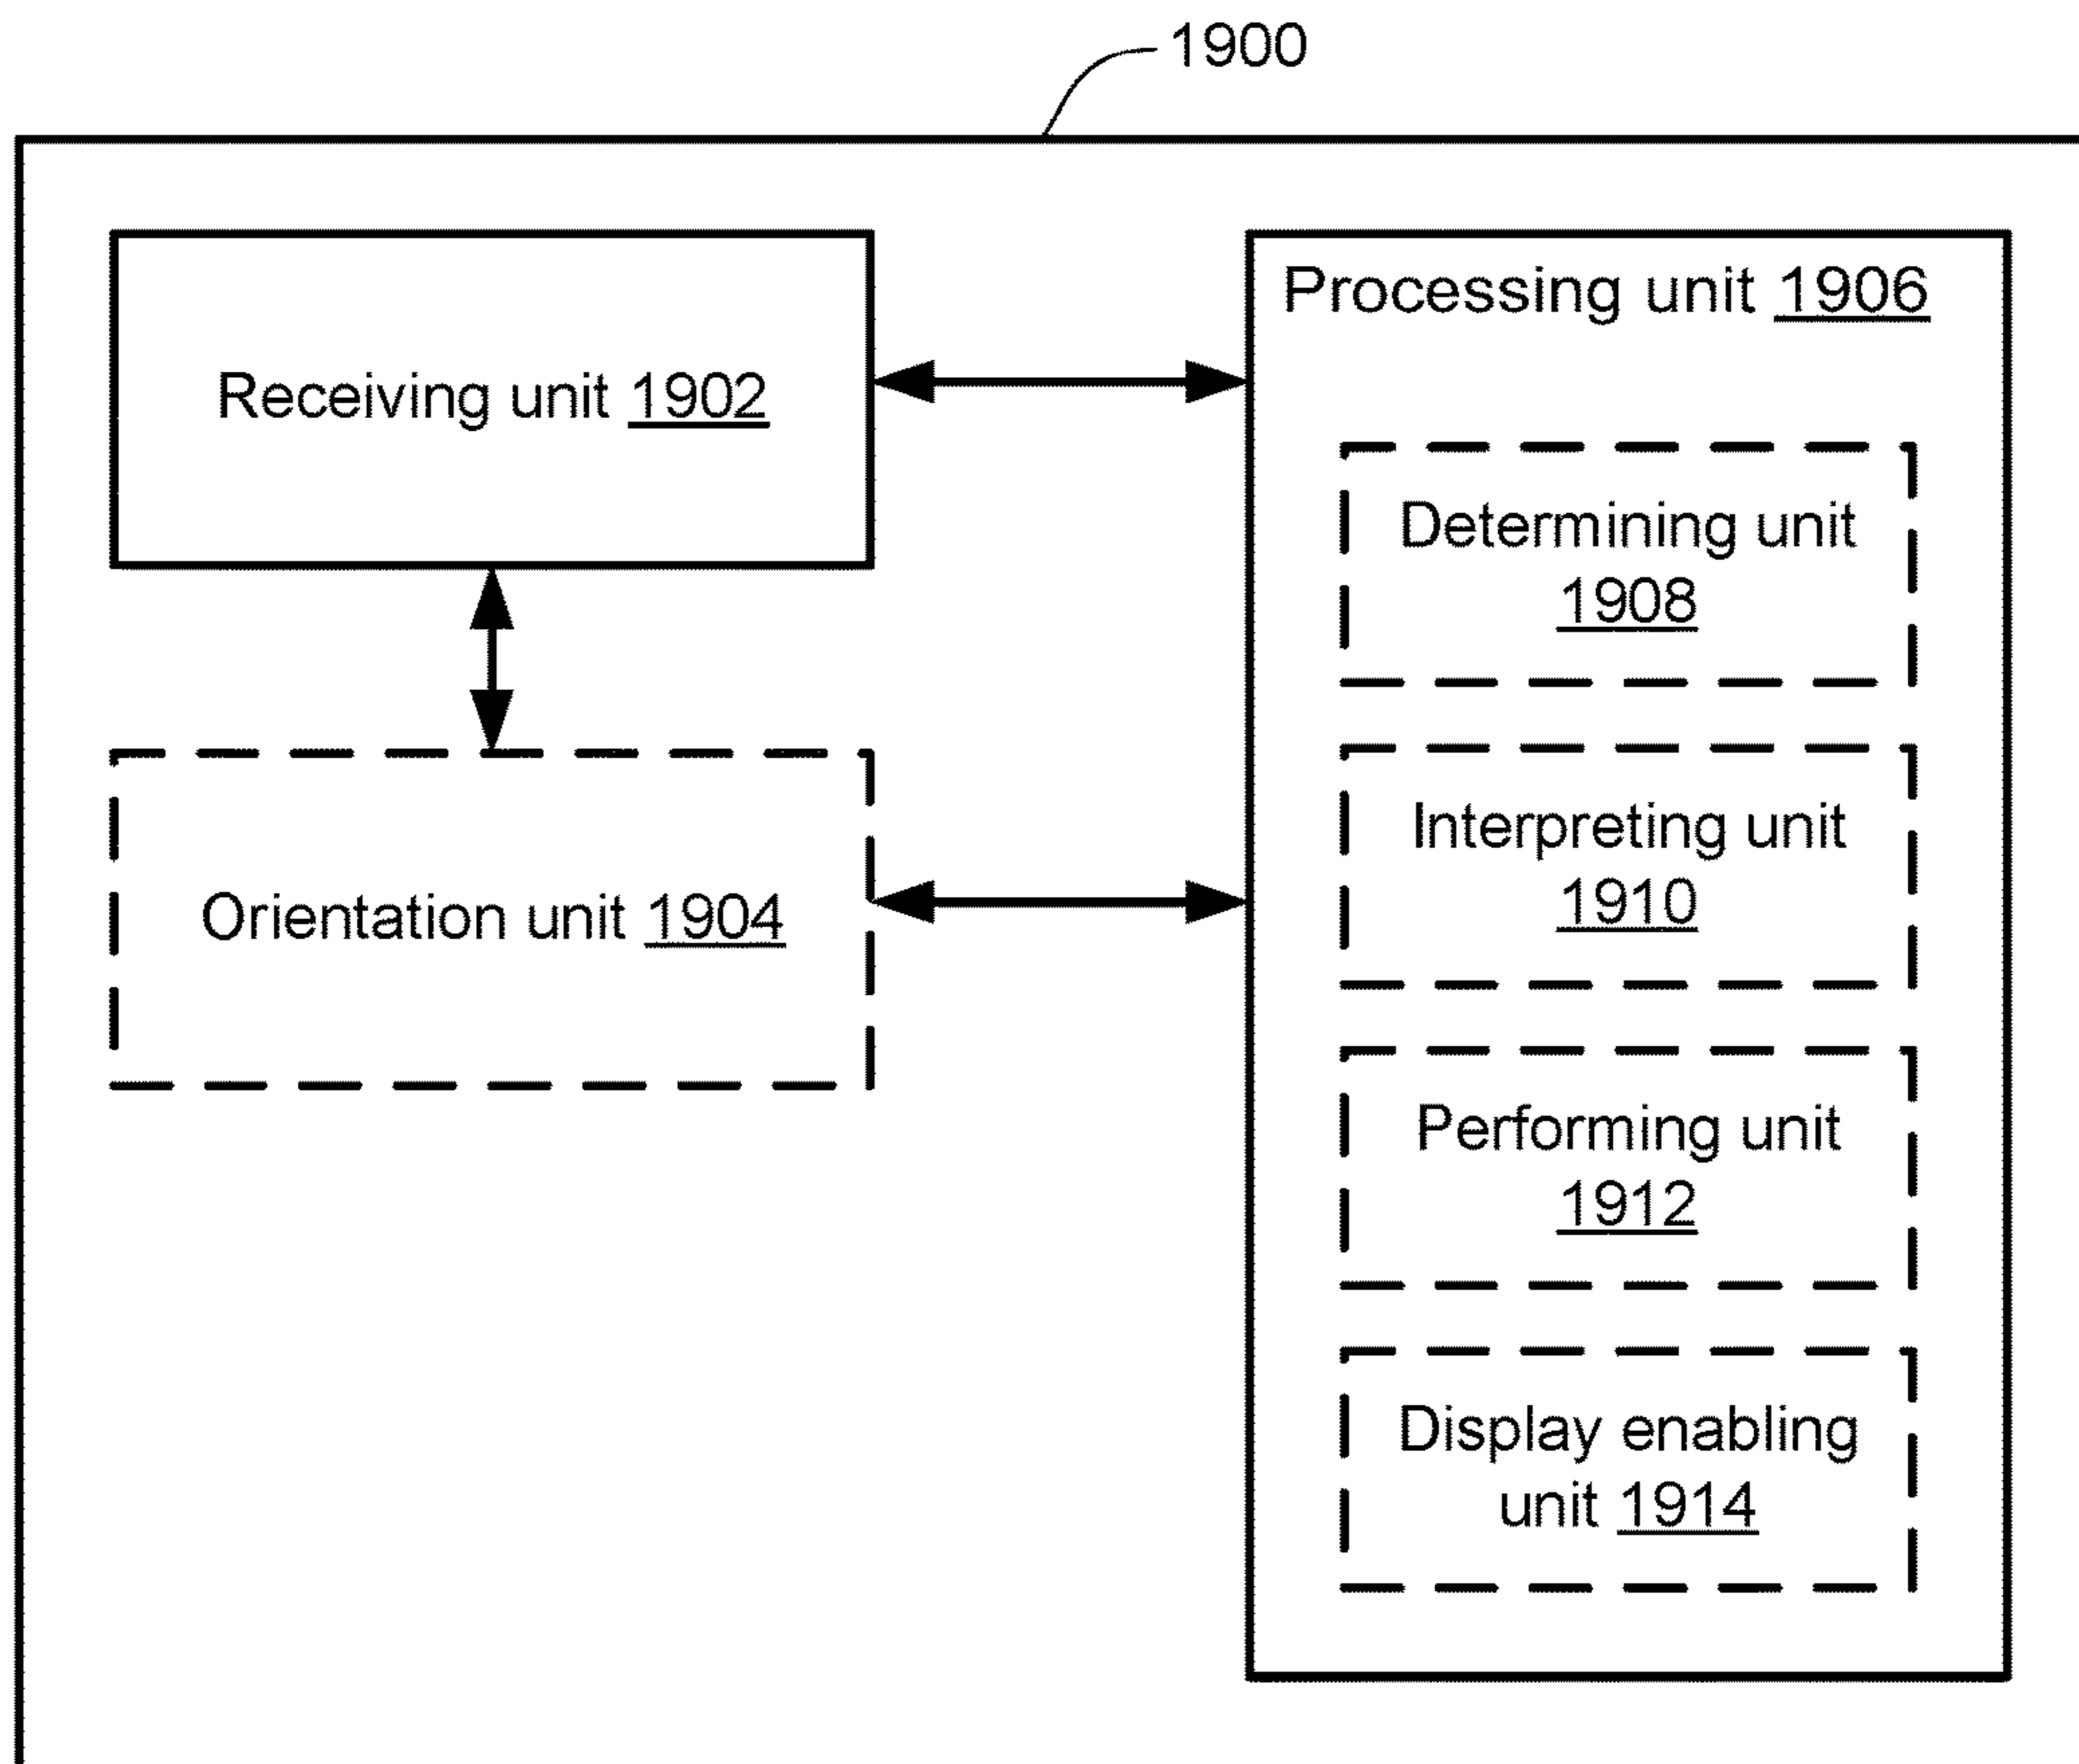 1900
Receiving unit 1902
Orientation unit 1904
Processing unit 1906
Determining unit
1908
Interpreting unit
1910
Performing unit
1912
Display enabling
unit 1914